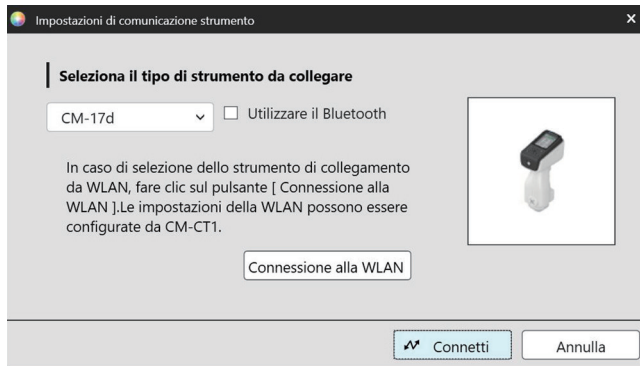 Impostazioni di comunicazione strumento
Seleziona il tipo di strumento da collegare
CM-17d
Utilizzare il Bluetooth
In caso di selezione dello strumento di collegamento
da WLAN, fare clic sul pulsante [ Connessione alla
WLAN ].Le impostazioni della WLAN possono essere
configurate da CM-CT1.
Connessione alla WLAN
Connetti
Annulla